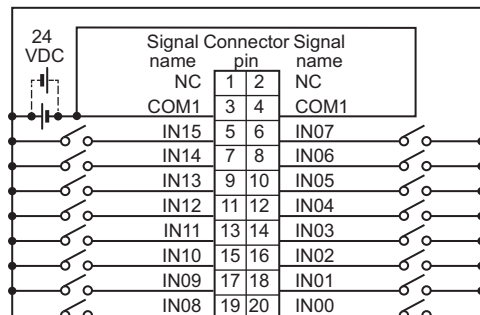 24
VDC
Signal Connector Signal
name pin name
NC 1 2 NC
COM1 3 4 COM1
IN15 5 6 IN07
IN14 7 8 IN06
IN13 9 10 IN05
IN12 11 12 IN04
IN11 13 14 IN03
IN10 15 16 IN02
IN09 17 18 IN01
IN08 19 20 IN00